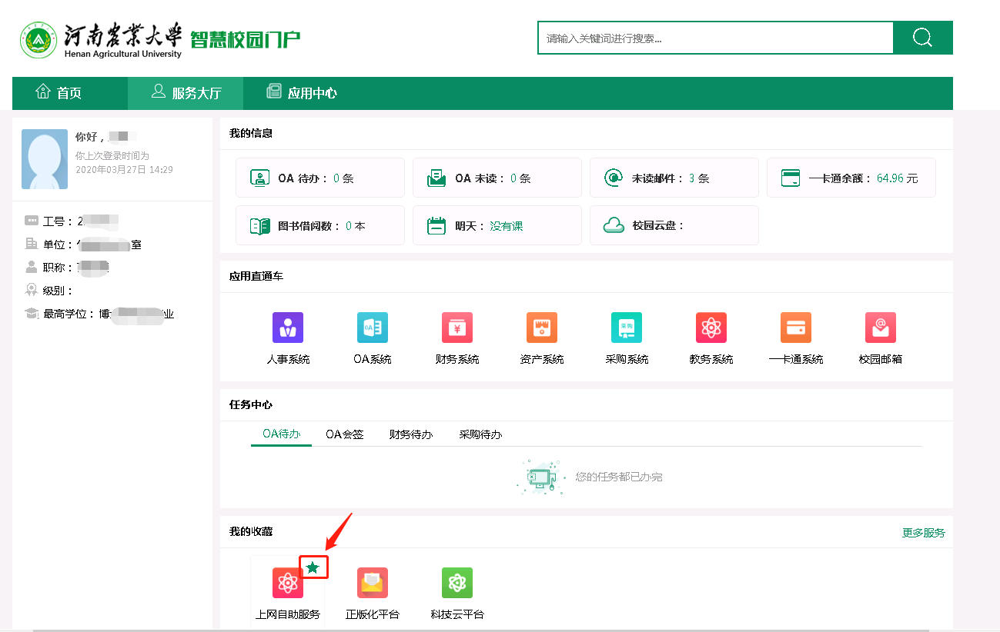 河南农业大学 智慧校园门户
Henan Agricultural University
请输入关键词进行搜索...
首页 服务大厅 应用中心
你好，
你上次登录时间为
2020年03月27日 14:29
工号：2
单位： 室
职称：
级别：
最高学位：博 业
我的信息
OA 待办： 0 条 OA 未读： 0 条 未读邮件： 3 条 一卡通余额： 64.96 元
图书借阅数： 0 本 明天： 没有课 校园云盘：
应用直通车
OA ¥ 采购 @
人事系统 OA系统 财务系统 资产系统 采购系统 教务系统 一卡通系统 校园邮箱
任务中心
OA待办 OA会签 财务待办 采购待办
您的任务都已办完
我的收藏 更多服务
上网自助服务 正版化平台 科技云平台